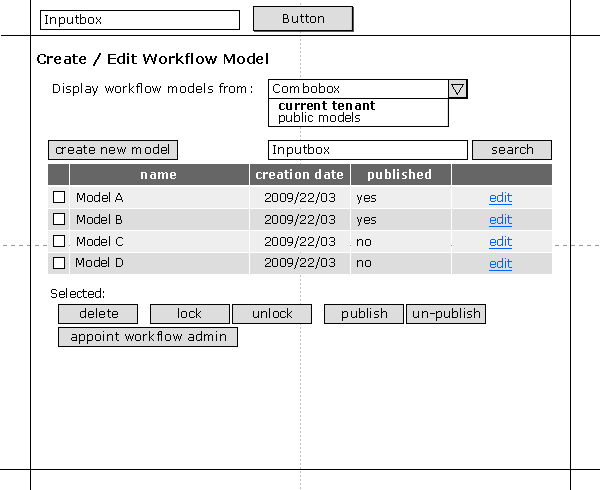 Inputbox Button
Create / Edit Workflow Model
Display workflow models from: Combobox
current tenant
public models
create new model Inputbox search
name creation date published
Model A 2009/22/03 yes edit
Model B 2009/22/03 yes edit
Model C 2009/22/03 no edit
Model D 2009/22/03 no edit
Selected:
delete lock unlock publish un-publish
appoint workflow admin